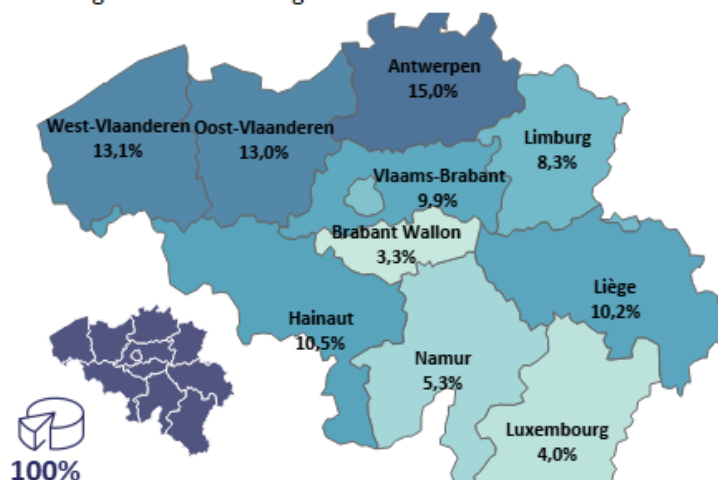 Antwerpen
15,0%
West-Vlaanderen
13,1%
Oost-Vlaanderen
13,0%
Limburg
8,3%
Vlaams-Brabant
9,9%
Brabant Wallon
3,3%
Liège
10,2%
Hainaut
10,5%
Namur
5,3%
Luxembourg
4,0%
100%